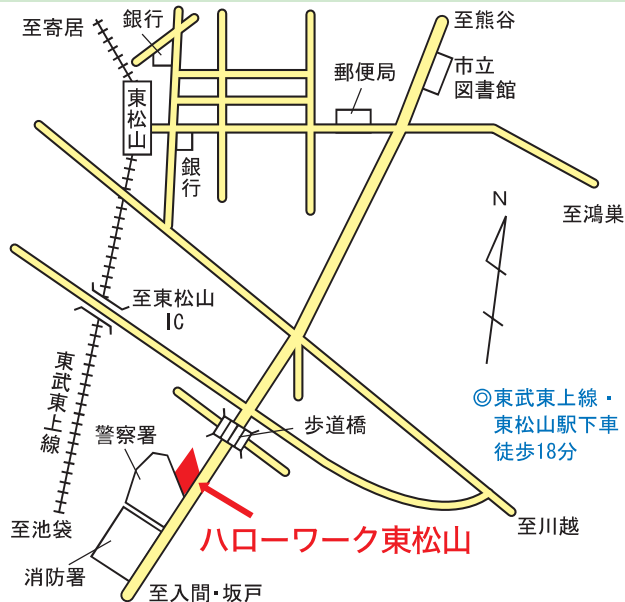 至寄居
銀行
至熊谷
市立
図書館
郵便局
東松山
銀行
至鴻巣
N
至東松山
IC
東武東上線
◎東武東上線・
東松山駅下車
徒歩18分
歩道橋
警察署
ハローワーク東松山
至池袋
至川越
消防署
至入間・坂戸